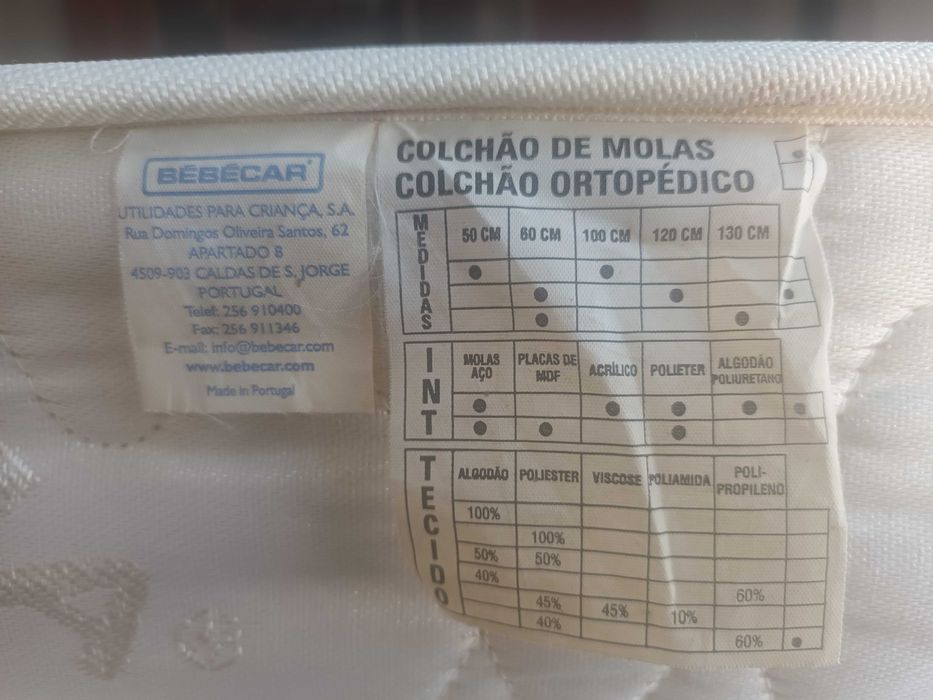 BÉBÉCAR
UTILIDADES PARA CRIANÇA, S.A.
Rua Domingos Oliveira Santos, 62
APARTADO 8
4509-903 CALDAS DE S. JORGE
PORTUGAL
Telef: 256 910400
Fax: 256 911346
E-mail: info@bebecar.com
www.bebecar.com
Made in Portugal
COLCHÃO DE MOLAS
COLCHÃO ORTOPÉDICO
MEDIDAS
50 CM 60 CM 100 CM 120 CM 130 CM
INT
MOLAS AÇO PLACAS DE MDF ACRÍLICO POLIETER ALGODÃO POLIURETANO
TECIDO
ALGODÃO POLIESTER VISCOSE POLIAMIDA POLI-PROPILENO
100%
100%
50% 50%
40% 60%
45% 45% 10%
40% 60%